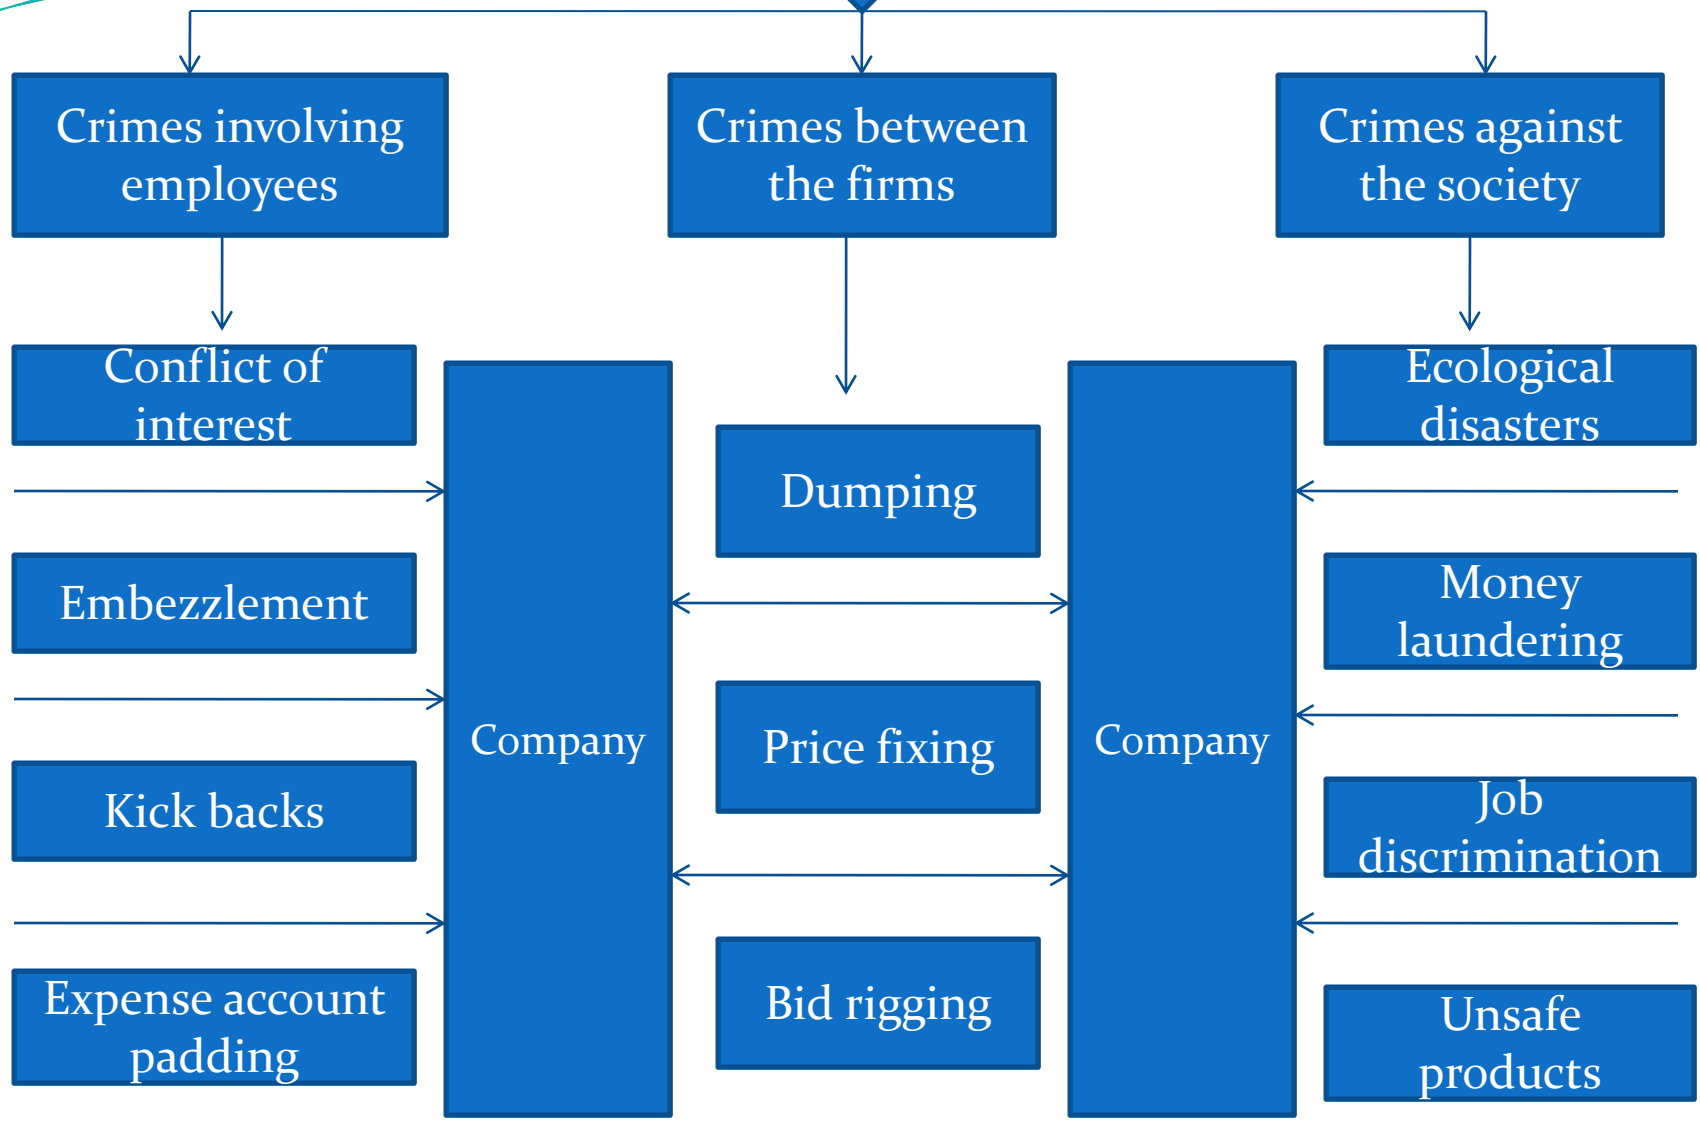 Crimes involving
employees
Crimes between
the firms
Crimes against
the society
Conflict of
interest
Embezzlement
Kick backs
Expense account
padding
Company
Dumping
Price fixing
Bid rigging
Company
Ecological
disasters
Money
laundering
Job
discrimination
Unsafe
products